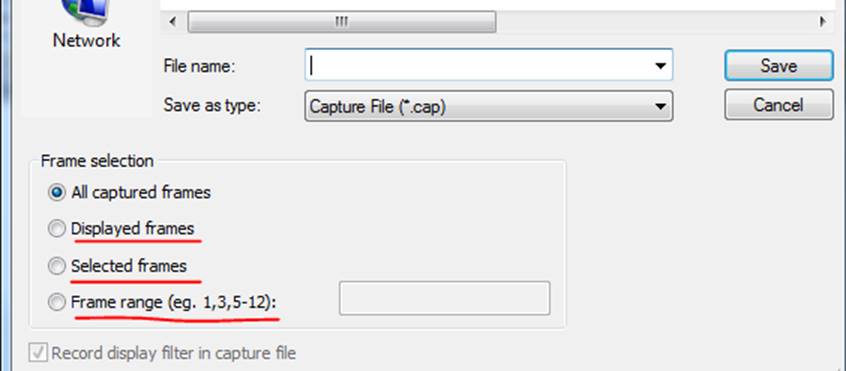 Network
File name:
Save
Save as type:
Capture File (*.cap)
Cancel
Frame selection
All captured frames
Displayed frames
Selected frames
Frame range (eg. 1,3,5-12):
Record display filter in capture file